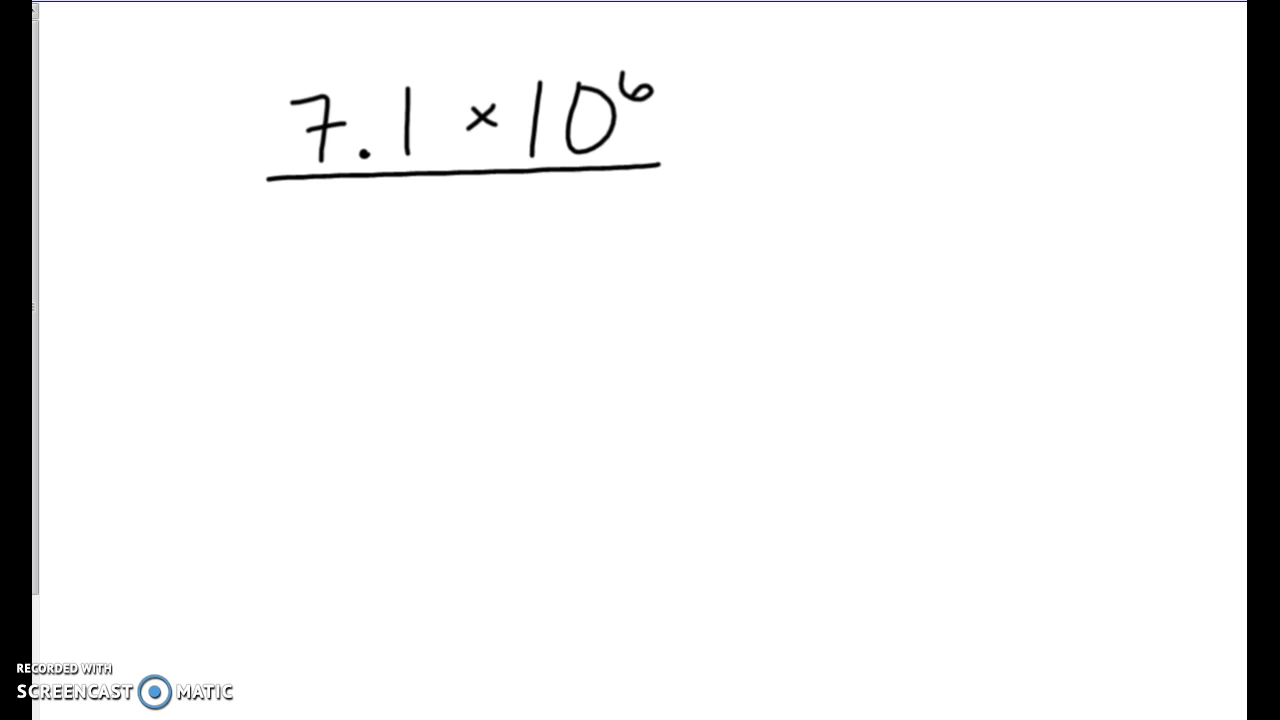 7.1 × 10⁶
RECORDED WITH
SCREENCAST MATIC